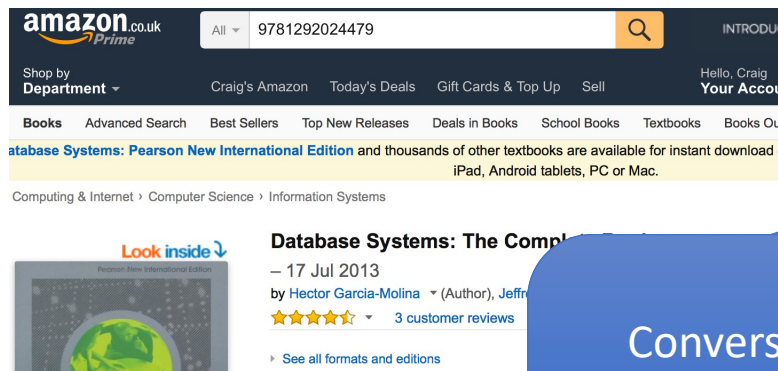 amazon.co.uk
Prime
All 9781292024479
INTRODU
Shop by
Department
Craig's Amazon Today's Deals Gift Cards & Top Up Sell
Hello, Craig
Your Accou
Books Advanced Search Best Sellers Top New Releases Deals in Books School Books Textbooks Books Ou
atabase Systems: Pearson New International Edition and thousands of other textbooks are available for instant download
iPad, Android tablets, PC or Mac.
Computing & Internet › Computer Science › Information Systems
Look inside
Pearson New International Edition
Database Systems: The Comple
– 17 Jul 2013
by Hector Garcia-Molina (Author), Jeffre
3 customer reviews
See all formats and editions
Convers